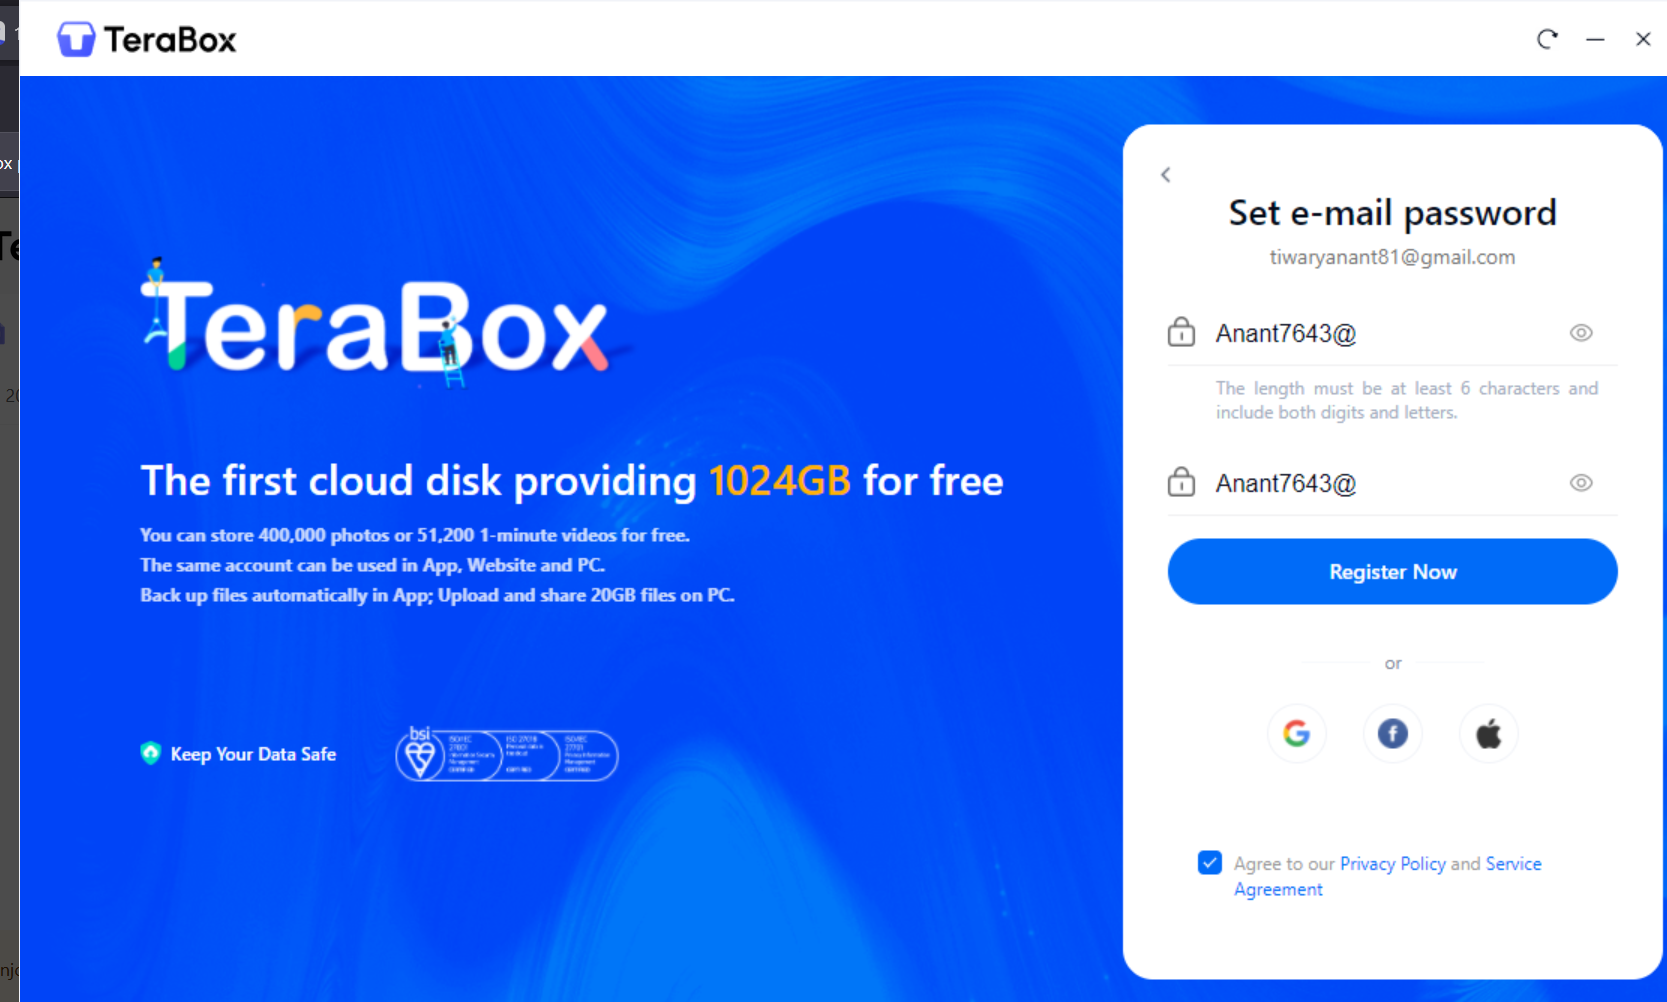 TeraBox
TeraBox
The first cloud disk providing 1024GB for free
You can store 400,000 photos or 51,200 1-minute videos for free.
The same account can be used in App, Website and PC.
Back up files automatically in App; Upload and share 20GB files on PC.
Keep Your Data Safe
bsi
Set e-mail password
tiwaryanant81@gmail.com
Anant7643@
The length must be at least 6 characters and
include both digits and letters.
Anant7643@
Register Now
or
Agree to our Privacy Policy and Service
Agreement